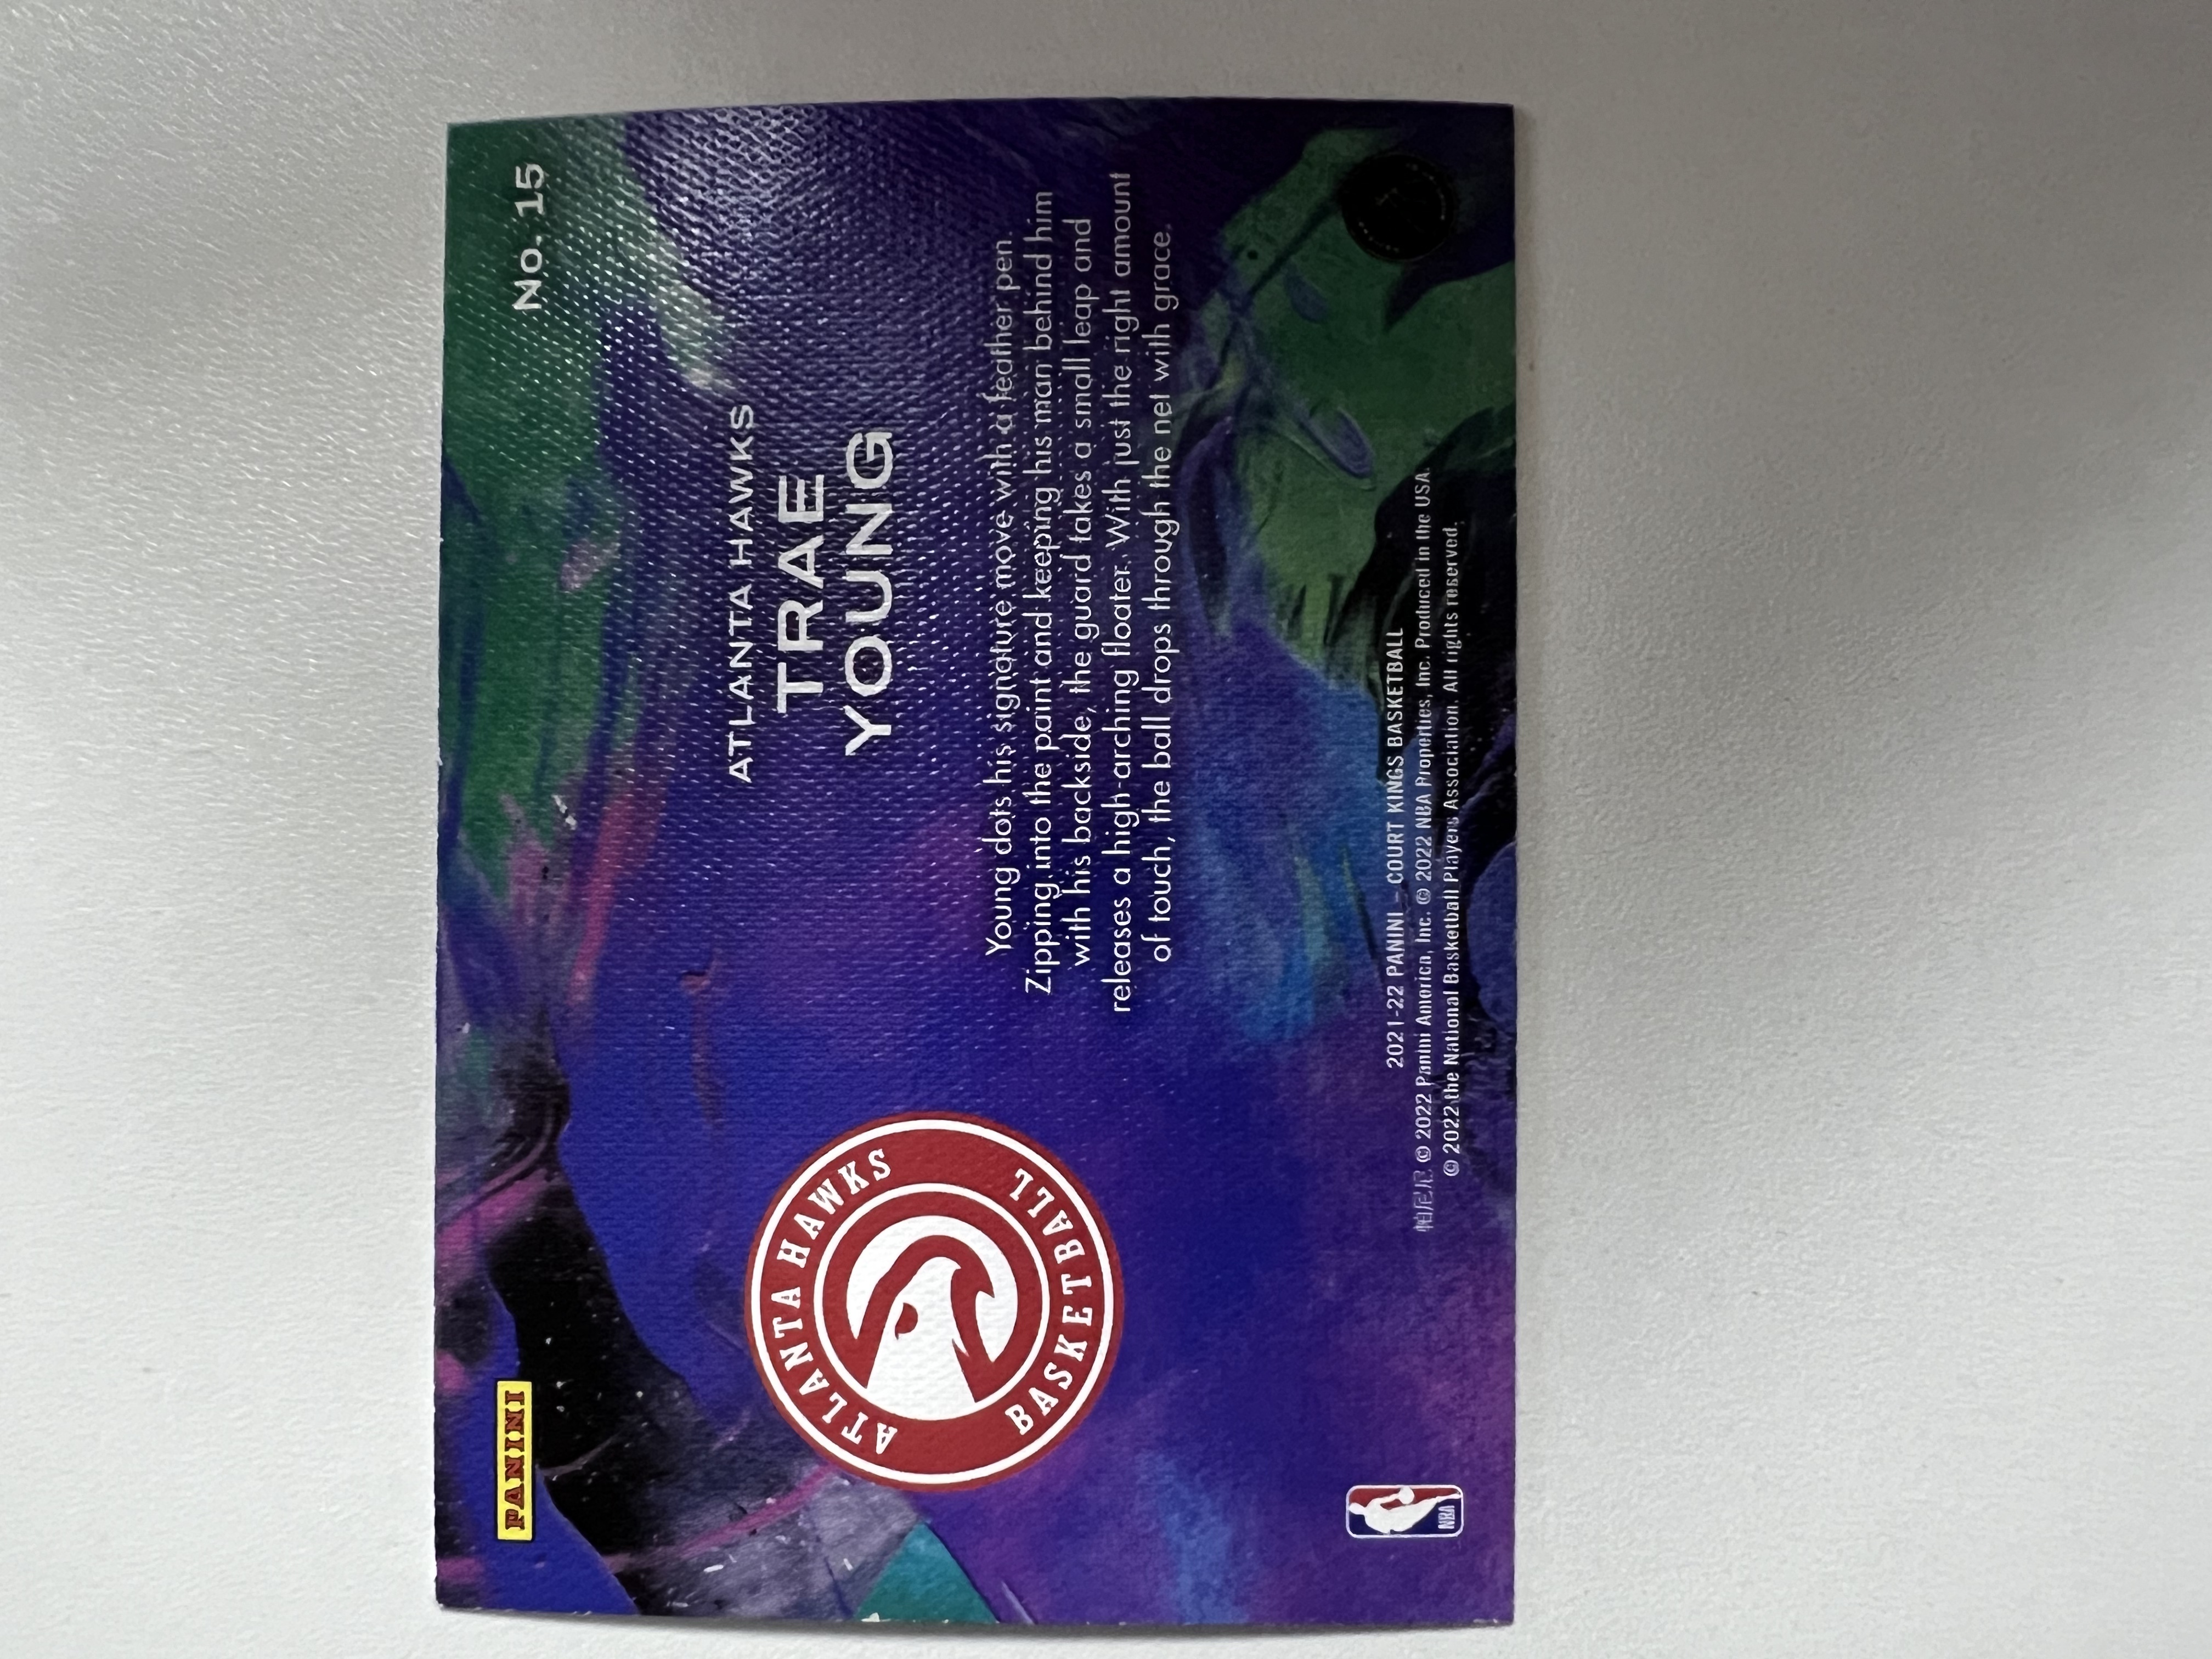 No. 15
PANINI
ATLANTA HAWKS
TRAE
YOUNG
ATLANTA HAWKS
BASKETBALL
Young dots his signature move with a feather pen.
Zipping into the paint and keeping his man behind him
with his backside, the guard takes a small leap and
releases a high-arching floater. With just the right amount
of touch, the ball drops through the net with grace.
2021-22 PANINI – COURT KINGS BASKETBALL
帕尼尼 © 2022 Panini America, Inc. © 2022 NBA Properties, Inc. Produced in the USA.
© 2022 the National Basketball Players Association. All rights reserved.
NBA